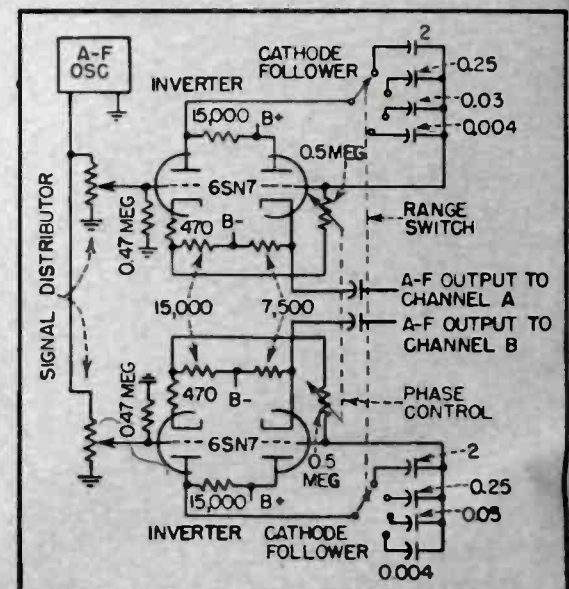 A-F
OSC
INVERTER
CATHODE
FOLLOWER
2
0.25
0.03
0.004
15,000
B+
0.5 MEG
6SN7
470
B-
0.47 MEG
SIGNAL DISTRIBUTOR
RANGE
SWITCH
15,000
7,500
A-F OUTPUT TO
CHANNEL A
A-F OUTPUT TO
CHANNEL B
0.47 MEG
470
B-
6SN7
0.5
MEG
PHASE
CONTROL
15,000
B+
INVERTER
CATHODE
FOLLOWER
2
0.25
0.05
0.004